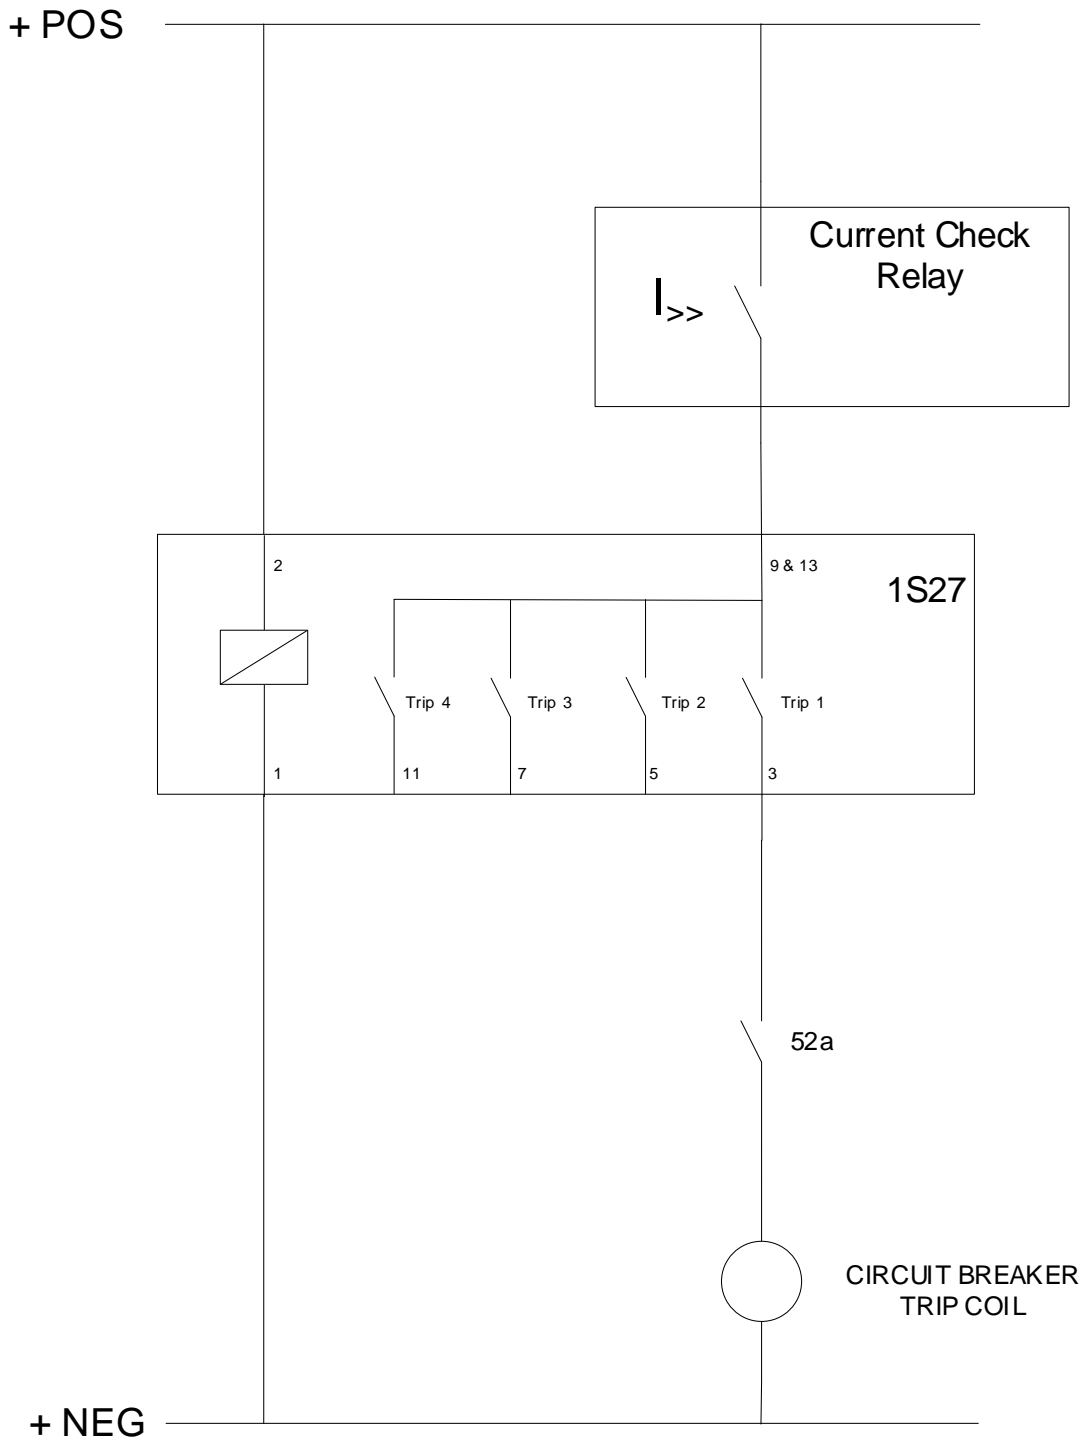 + POS
Current Check
Relay
I>>
2
9 & 13
1S27
Trip 4
Trip 3
Trip 2
Trip 1
1
11
7
5
3
52a
CIRCUIT BREAKER
TRIP COIL
+ NEG